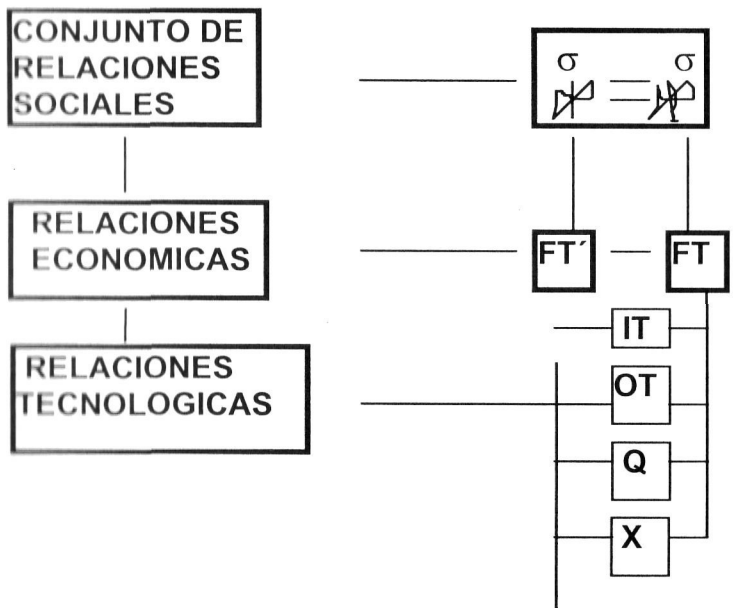 CONJUNTO DE
RELACIONES
SOCIALES
σ σ
RELACIONES
ECONOMICAS
FT´
FT
IT
RELACIONES
TECNOLOGICAS
OT
Q
X